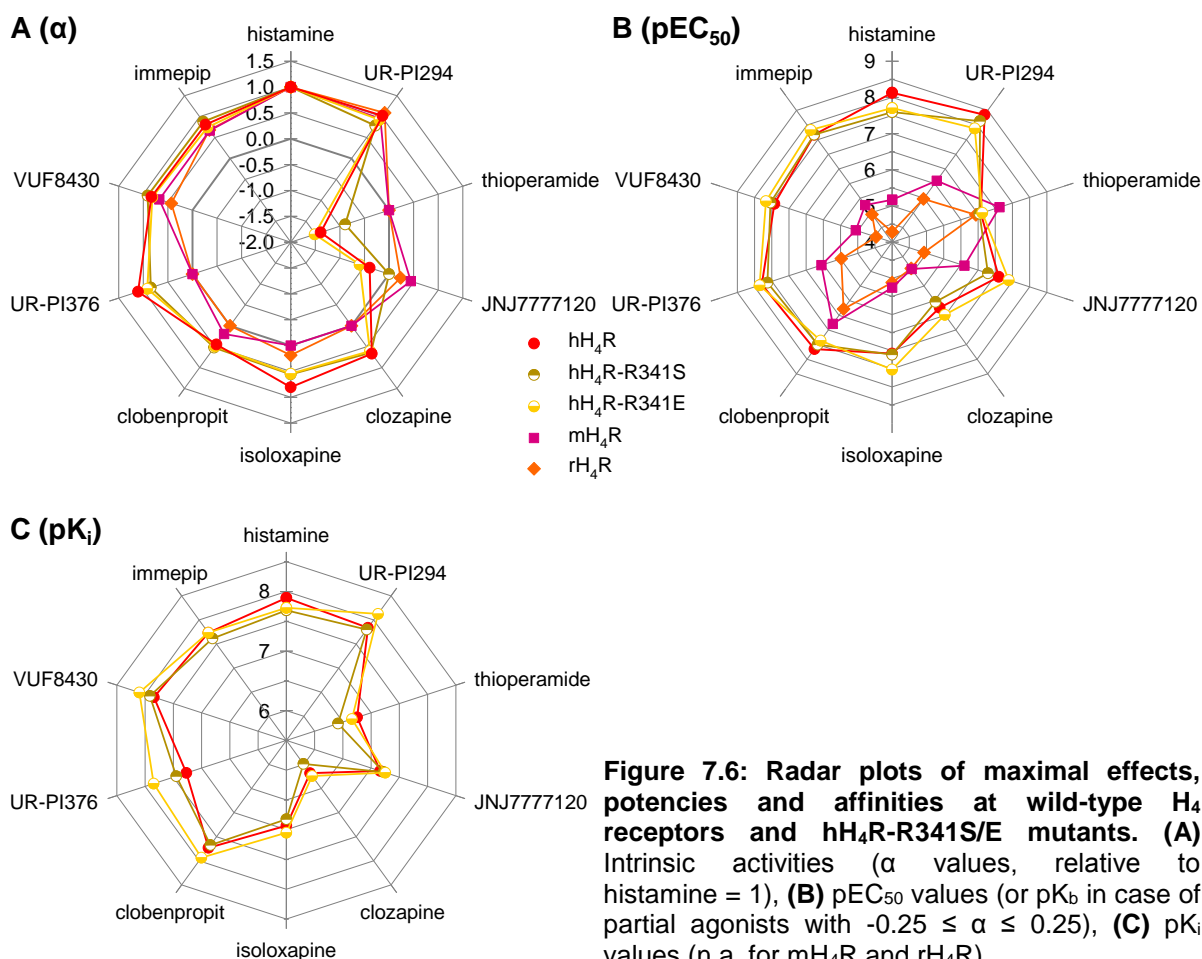 A (α)
histamine
UR-PI294
thioperamide
JNJ7777120
clozapine
isoloxapine
clobenpropit
UR-PI376
VUF8430
immepip
1.5
1.0
0.5
0.0
-0.5
-1.0
-1.5
-2.0
hH₄R
hH₄R-R341S
hH₄R-R341E
mH₄R
rH₄R
B (pEC₅₀)
histamine
UR-PI294
thioperamide
JNJ7777120
clozapine
isoloxapine
clobenpropit
UR-PI376
VUF8430
immepip
9
8
7
6
5
4
C (pKᵢ)
histamine
UR-PI294
thioperamide
JNJ7777120
clozapine
isoloxapine
clobenpropit
UR-PI376
VUF8430
immepip
8
7
6
Figure 7.6: Radar plots of maximal effects,
potencies and affinities at wild-type H₄
receptors and hH₄R-R341S/E mutants. (A)
Intrinsic activities (α values, relative to
histamine = 1), (B) pEC₅₀ values (or pK_b in case of
partial agonists with -0.25 ≤ α ≤ 0.25), (C) pKᵢ
values (n.a. for mH₄R and rH₄R)